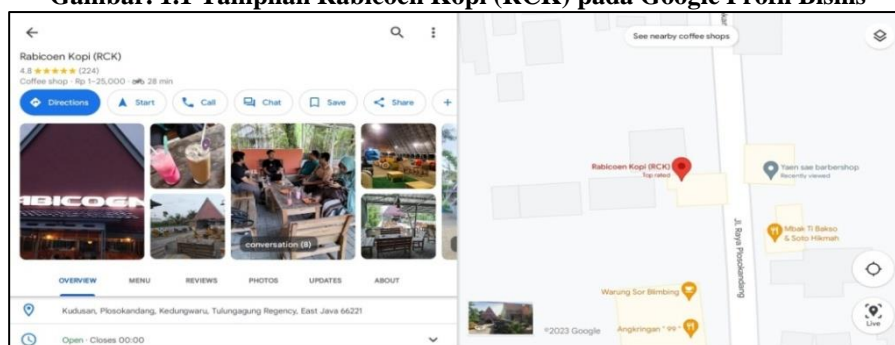 Gambar: 1.1 Tampilan Rabicoen Kopi (RCK) pada Google Profil Bisnis
Rabicoen Kopi (RCK)
4.8 ★★★★★ (224)
Coffee shop · Rp 1–25,000 · 28 min
Directions
Start
Call
Chat
Save
Share
ABICOEN
conversation (8)
OVERVIEW
MENU
REVIEWS
PHOTOS
UPDATES
ABOUT
Kudusan, Plosokandang, Kedungwaru, Tulungagung Regency, East Java 66221
Open · Closes 00:00
See nearby coffee shops
Rabicoen Kopi (RCK)
Top rated
Yaen sae barbershop
Recently viewed
Mbak Ti Bakso
& Soto Hikmah
Jl. Raya Plosokandang
Warung Sor Blimbing
Angkringan " 99 "
©2023 Google
Live